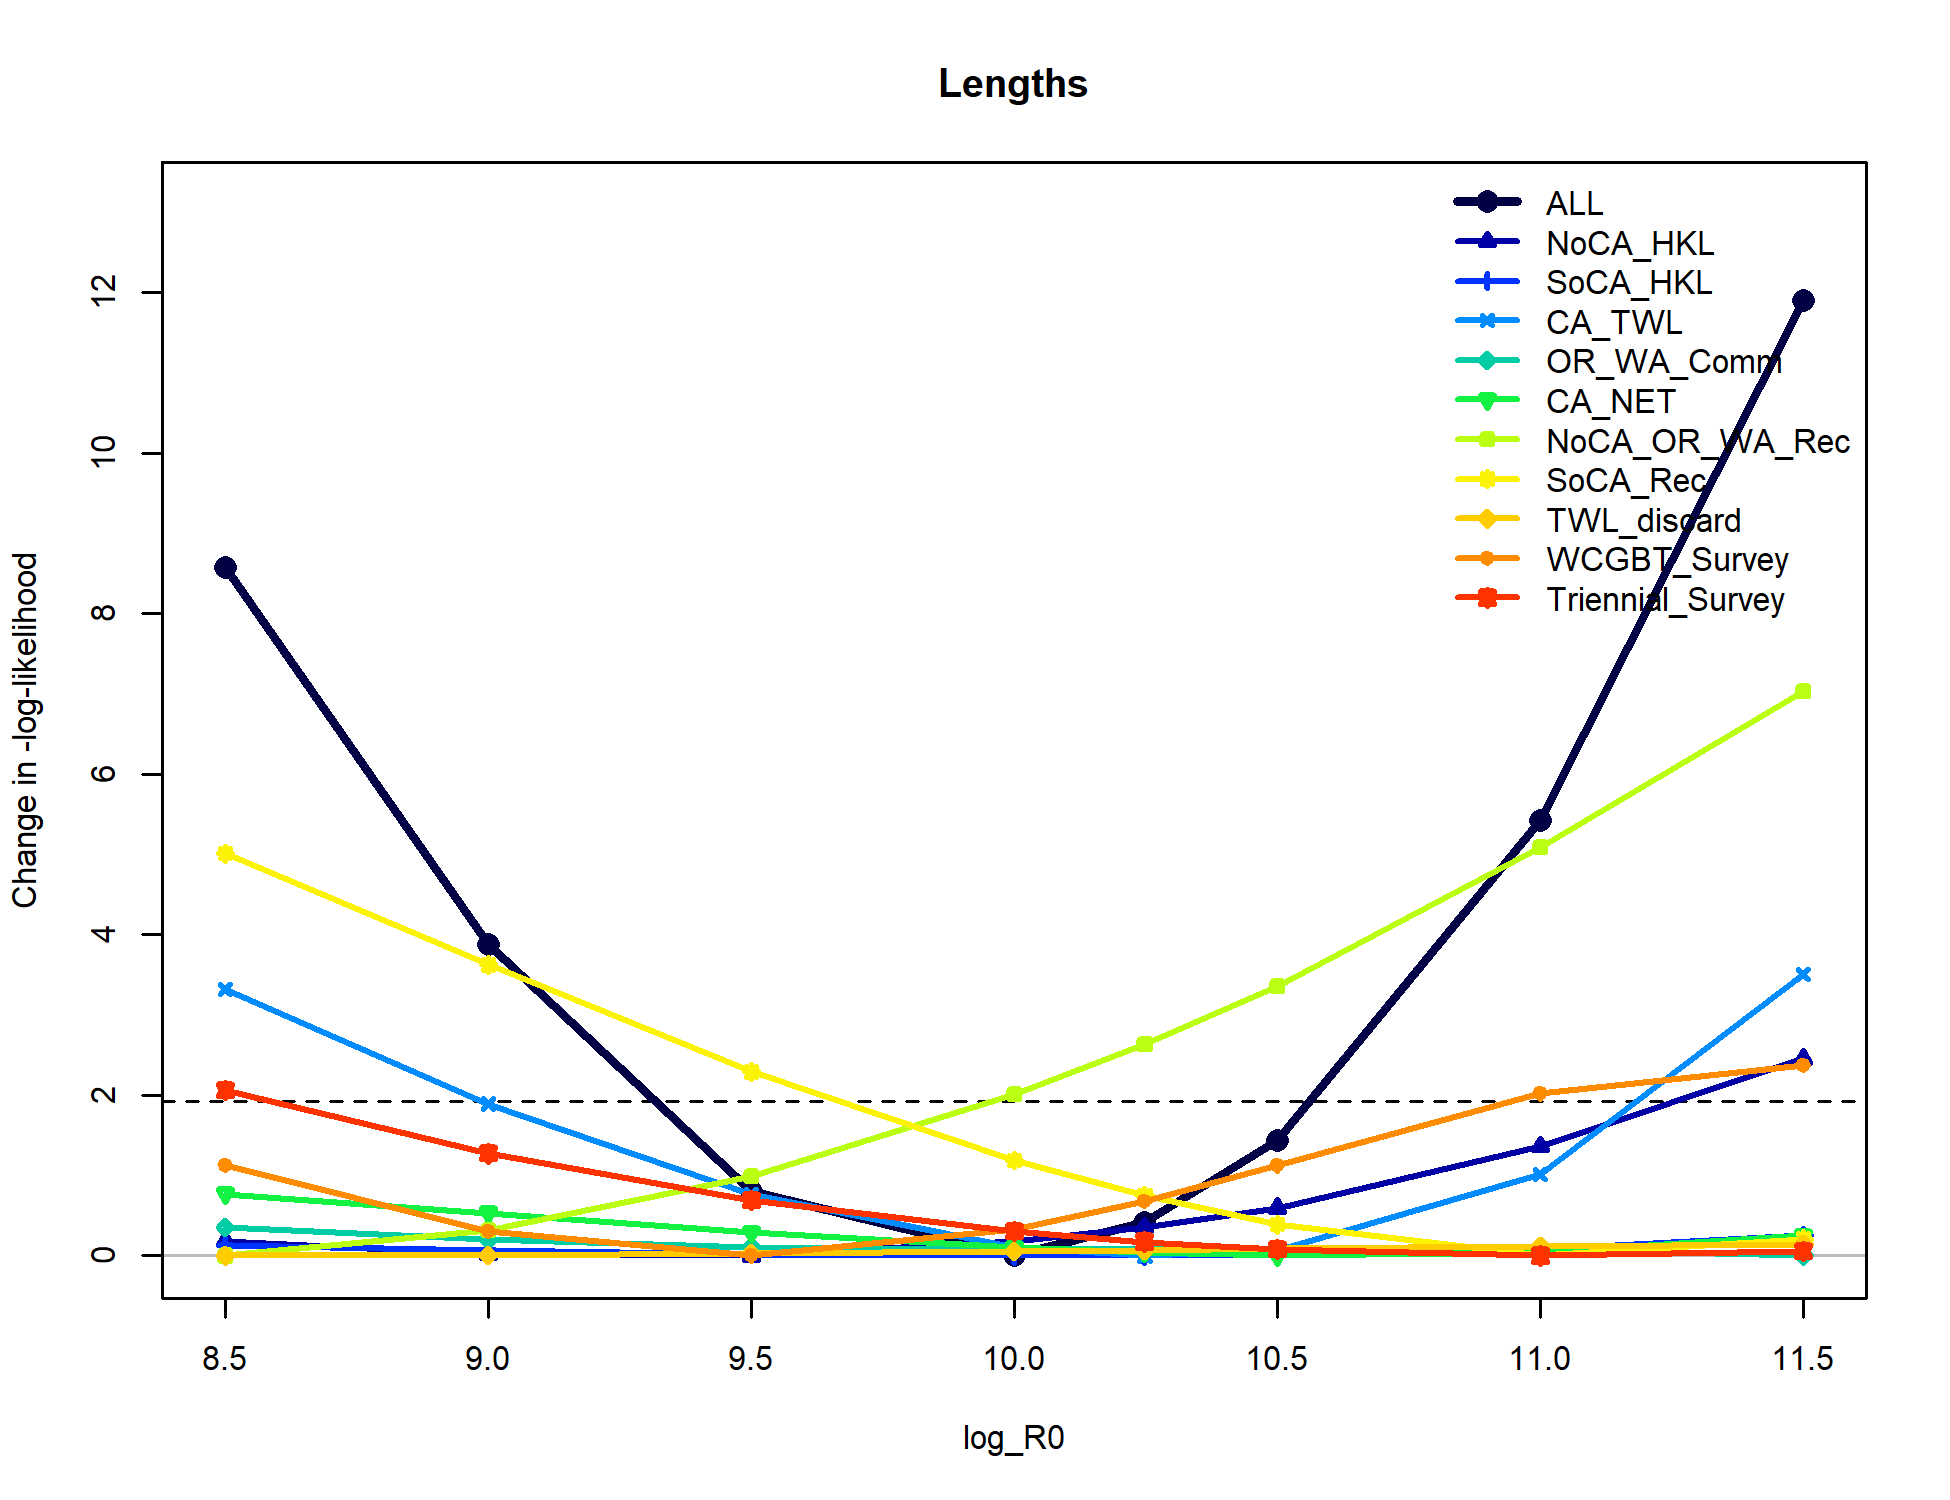 Lengths
ALL
NoCA_HKL
SoCA_HKL
CA_TWL
OR_WA_Comm
CA_NET
NoCA_OR_WA_Rec
SoCA_Rec
TWL_discard
WCGBT_Survey
Triennial_Survey
Change in -log-likelihood
12
10
8
6
4
2
0
8.5 9.0 9.5 10.0 10.5 11.0 11.5
log_R0